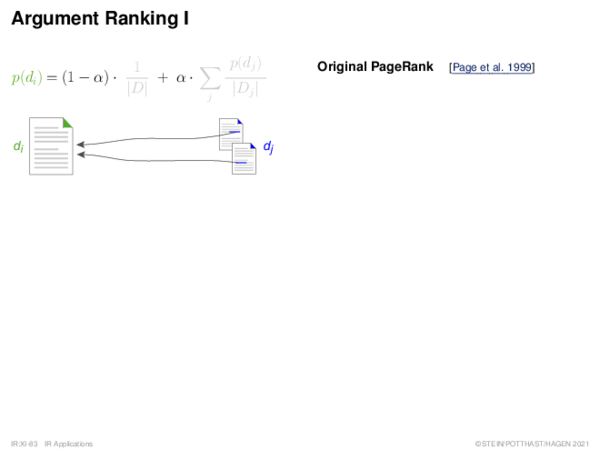 Argument Ranking I
p(d_i) = (1 − α) · 1/|D| + α · ∑_j p(d_j)/|D_j|
Original PageRank [Page et al. 1999]
d_i
d_j
IR:XI-83 IR Applications
©STEIN/POTTHAST/HAGEN 2021